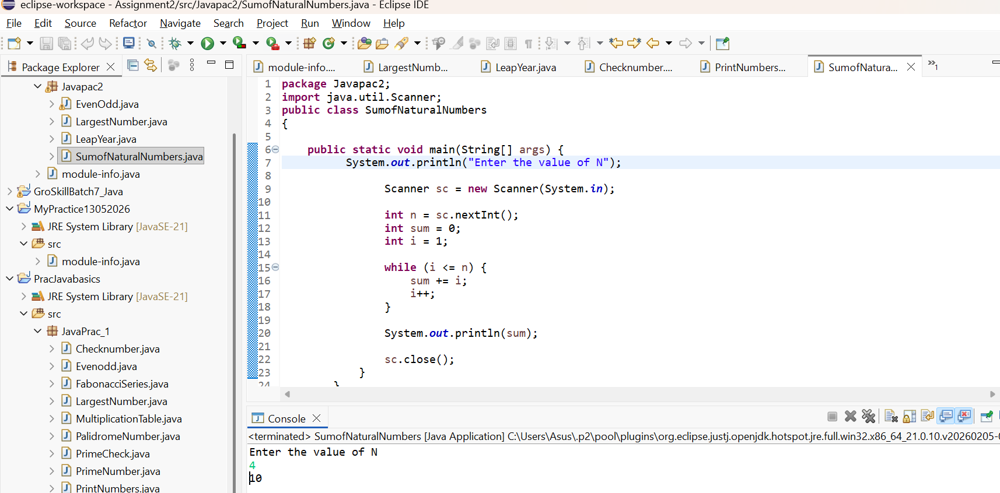 eclipse-workspace - Assignment2/src/Javapac2/SumofNaturalNumbers.java - Eclipse IDE
File Edit Source Refactor Navigate Search Project Run Window Help
Package Explorer
Javapac2
EvenOdd.java
LargestNumber.java
LeapYear.java
SumofNaturalNumbers.java
module-info.java
GroSkillBatch7_Java
MyPractice13052026
JRE System Library [JavaSE-21]
src
module-info.java
PracJavabasics
JRE System Library [JavaSE-21]
src
JavaPrac_1
Checknumber.java
Evenodd.java
FabonacciSeries.java
LargestNumber.java
MultiplicationTable.java
PalidromeNumber.java
PrimeCheck.java
PrimeNumber.java
PrintNumbers.java
module-info.... LargestNumb... LeapYear.java Checknumber.... PrintNumbers... SumofNatura... »1
1 package Javapac2;
2 import java.util.Scanner;
3 public class SumofNaturalNumbers
4 {
5
6 public static void main(String[] args) {
7 System.out.println("Enter the value of N");
8
9 Scanner sc = new Scanner(System.in);
10
11 int n = sc.nextInt();
12 int sum = 0;
13 int i = 1;
14
15 while (i <= n) {
16 sum += i;
17 i++;
18 }
19
20 System.out.println(sum);
21
22 sc.close();
23 }
24 }
Console
<terminated> SumofNaturalNumbers [Java Application] C:\Users\Asus\.p2\pool\plugins\org.eclipse.justj.openjdk.hotspot.jre.full.win32.x86_64_21.0.10.v20260205-0
Enter the value of N
4
10